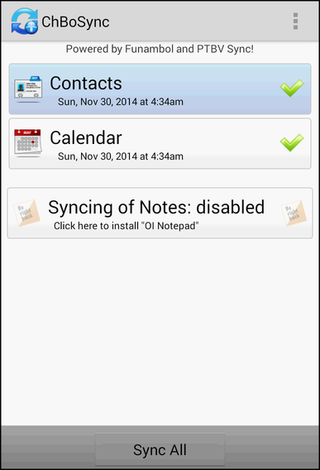 ChBoSync
Powered by Funambol and PTBV Sync!
Contacts
Sun, Nov 30, 2014 at 4:34am
Calendar
Sun, Nov 30, 2014 at 4:34am
Syncing of Notes: disabled
Click here to install "OI Notepad"
Sync All